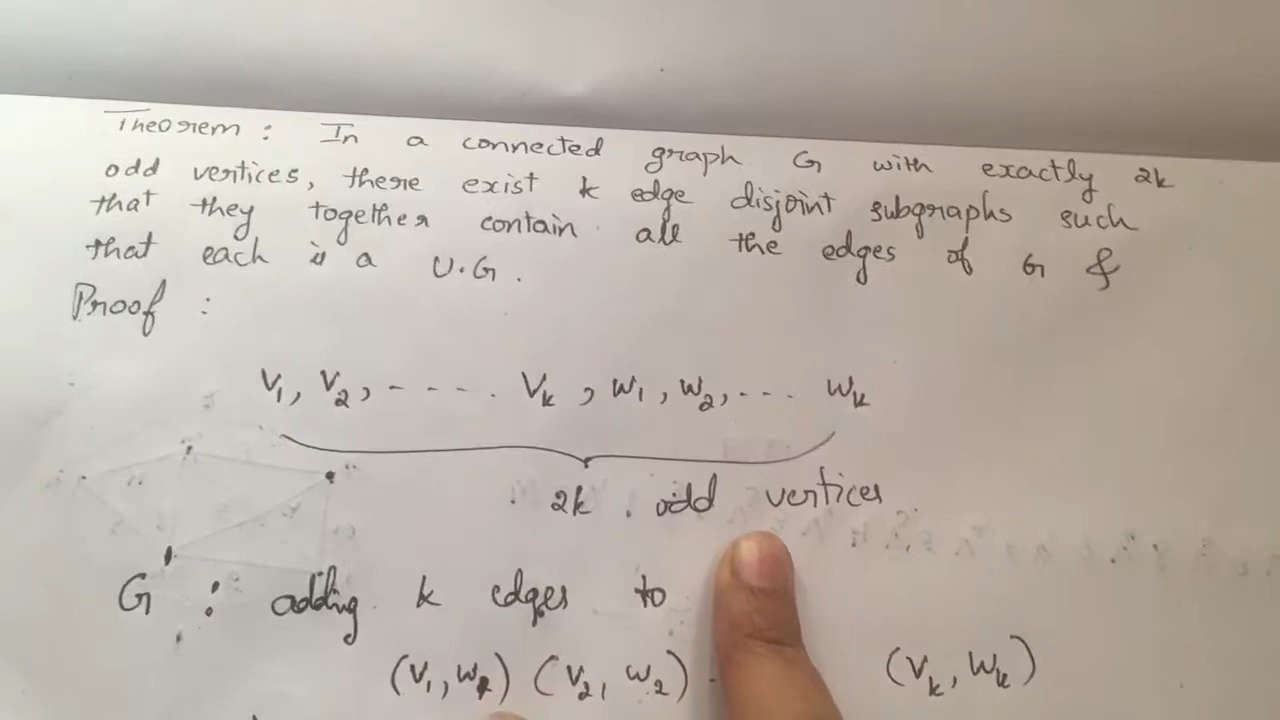 Theorem : In a connected graph G with exactly 2k
odd vertices, there exist k edge disjoint subgraphs such
that they together contain all the edges of G &
that each is a U.G.
Proof :
V1, V2, - - - - . Vk , W1, W2, - . . . Wk
2k odd vertices
G' : adding k edges to
(V1, W1) (V2, W2) - (Vk, Wk)